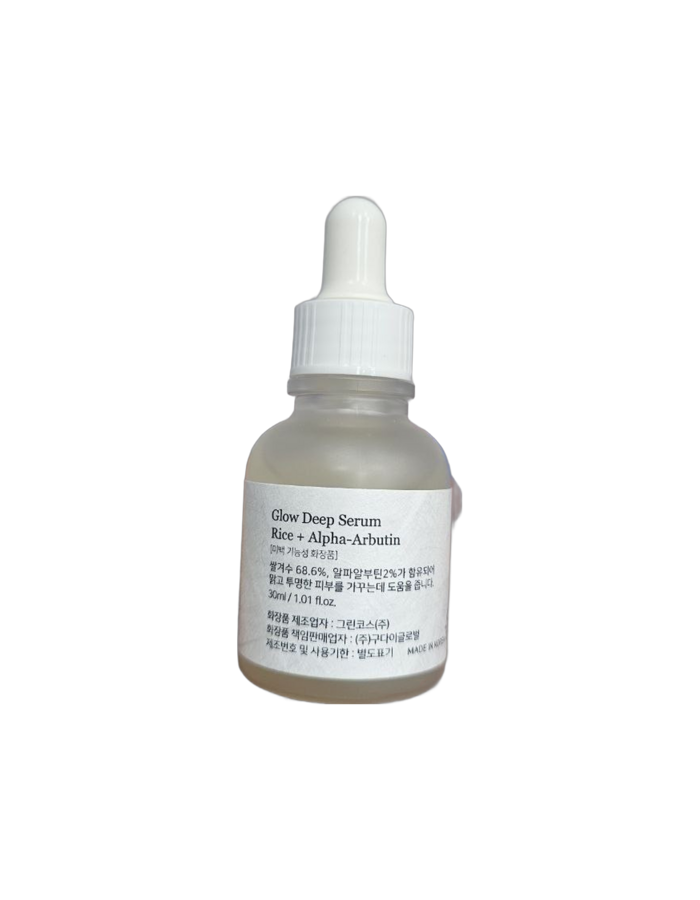 Glow Deep Serum
Rice + Alpha-Arbutin
[미백 기능성 화장품]
쌀겨수 68.6%, 알파알부틴2%가 함유되어
맑고 투명한 피부를 가꾸는데 도움을 줍니다.
30ml / 1.01 fl.oz.
화장품 제조업자 : 그린코스(주)
화장품 책임판매업자 : (주)구다이글로벌
제조번호 및 사용기한 : 별도표기
MADE IN